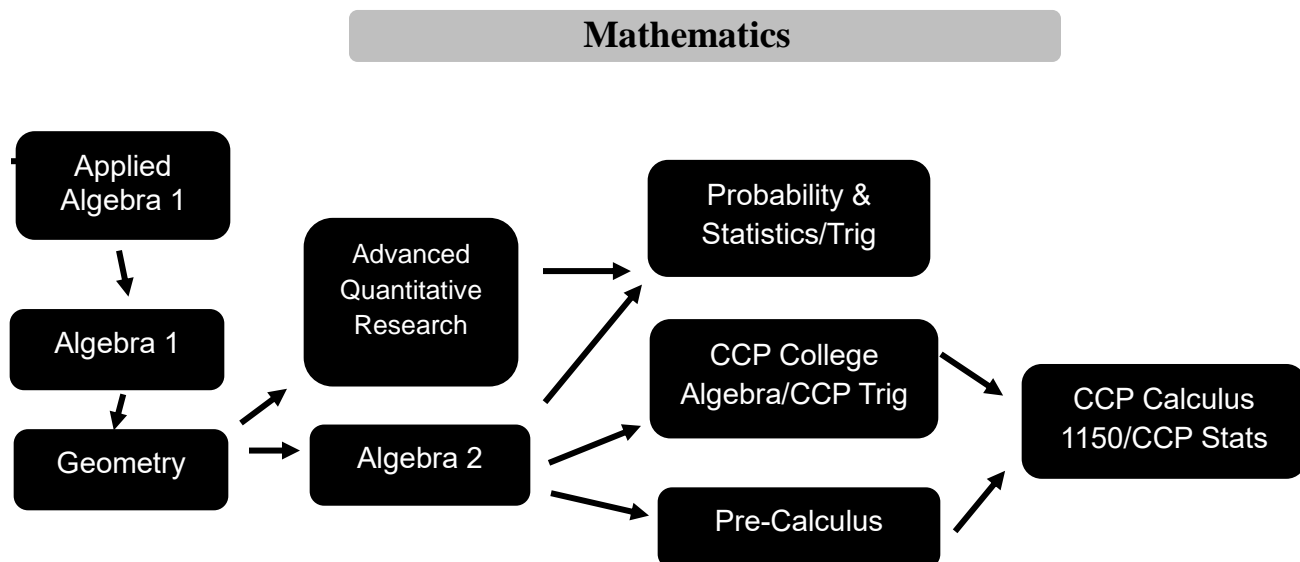 Mathematics
Applied
Algebra 1
Algebra 1
Geometry
Advanced
Quantitative
Research
Algebra 2
Probability &
Statistics/Trig
CCP College
Algebra/CCP Trig
Pre-Calculus
CCP Calculus
1150/CCP Stats